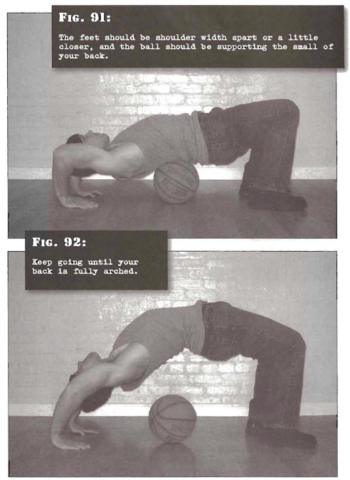 FIG. 91:
The feet should be shoulder width spart or a little
closer, and the ball should be supporting the small of
your back.
FIG. 92:
Keep going until your
back is fully arched.